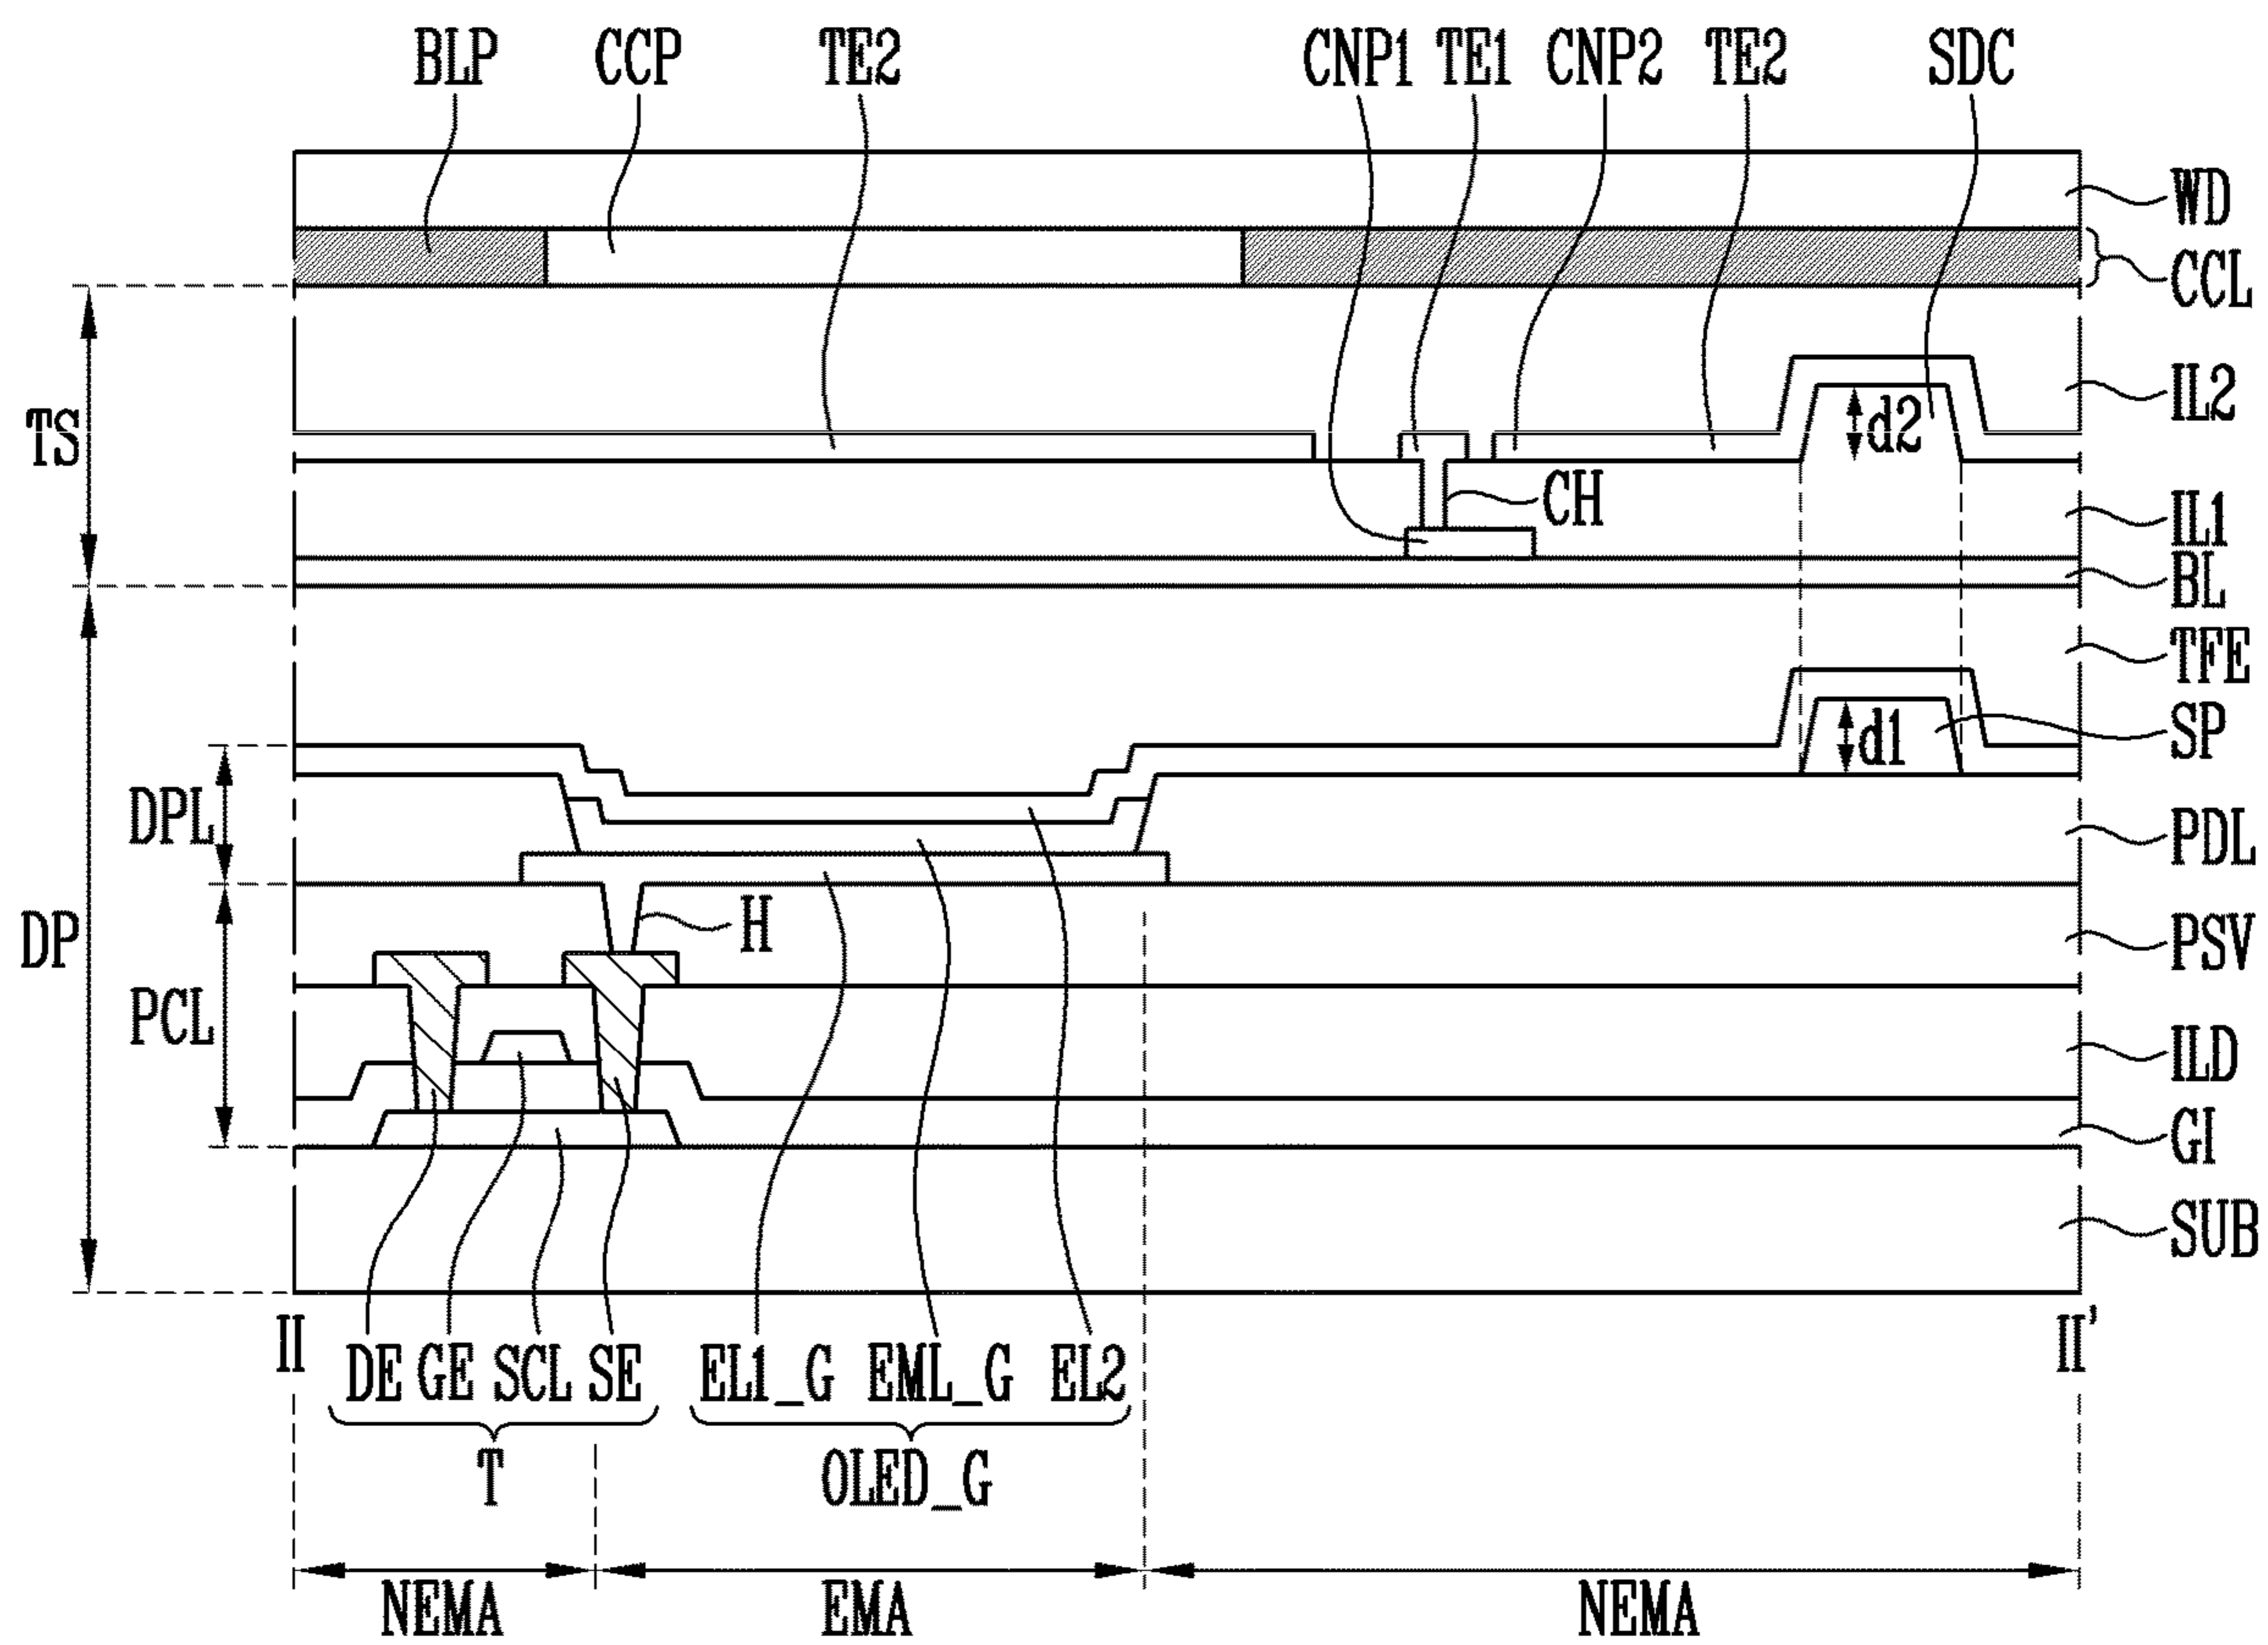 BLP CCP TE2 CNP1 TE1 CNP2 TE2 SDC
WD
CCL
IL2
TS
d2
CH
IL1
BL
TFE
SP
d1
DPL
PDL
H
DP
PSV
PCL
ILD
GI
SUB
II II'
DE GE SCL SE EL1_G EML_G EL2
T OLED_G
NEMA EMA NEMA